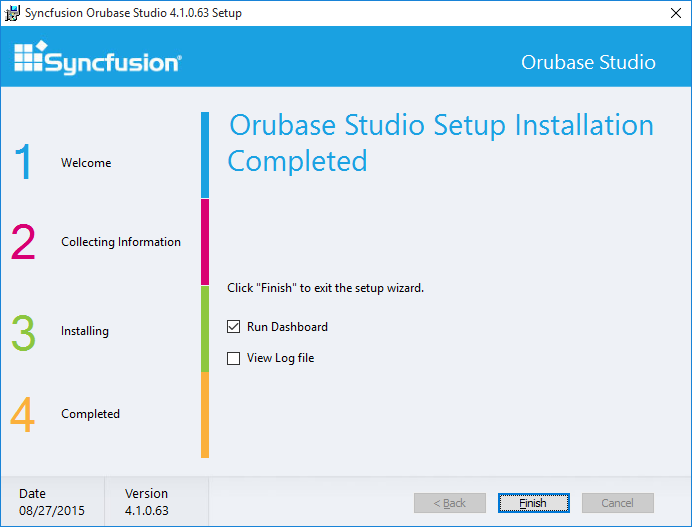 Syncfusion Orubase Studio 4.1.0.63 Setup
Syncfusion®
Orubase Studio
Orubase Studio Setup Installation
Completed
1 Welcome
2 Collecting Information
3 Installing
4 Completed
Click "Finish" to exit the setup wizard.
Run Dashboard
View Log file
Date
08/27/2015
Version
4.1.0.63
< Back
Finish
Cancel